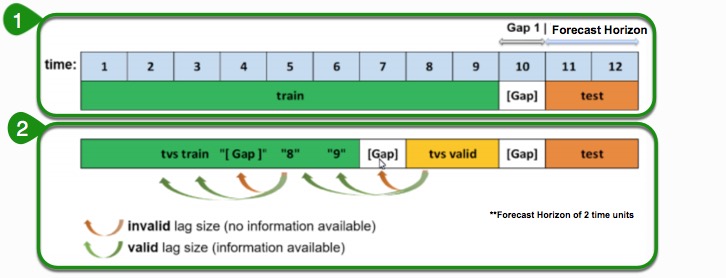 1
Gap 1 | Forecast Horizon
time: 1 2 3 4 5 6 7 8 9 10 11 12
train [Gap] test
2
tvs train "[ Gap ]" "8" "9" [Gap] tvs valid [Gap] test
**Forecast Horizon of 2 time units
invalid lag size (no information available)
valid lag size (information available)